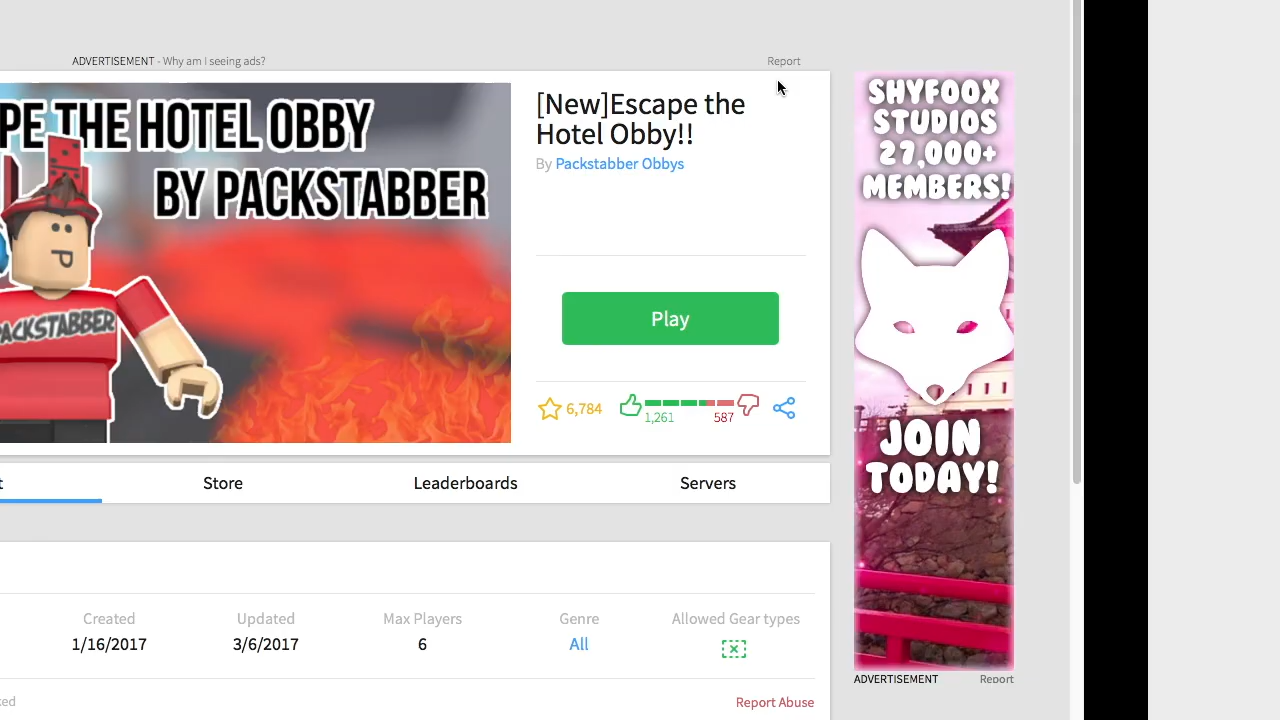 ADVERTISEMENT - Why am I seeing ads?
Report
PE THE HOTEL OBBY
BY PACKSTABBER
PACKSTABBER
[New]Escape the
Hotel Obby!!
By Packstabber Obbys
Play
6,784
1,261
587
SHYFOOX
STUDIOS
27,000+
MEMBERS!
JOIN
TODAY!
ADVERTISEMENT
Report
t
Store
Leaderboards
Servers
Created
Updated
Max Players
Genre
Allowed Gear types
1/16/2017
3/6/2017
6
All
ced
Report Abuse